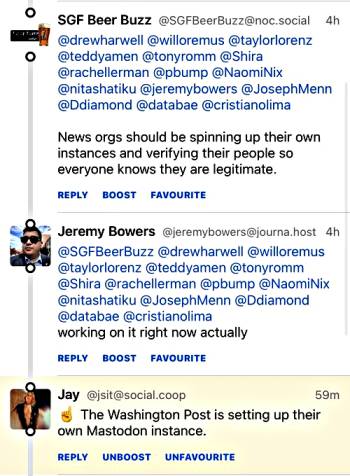 SGF Beer Buzz @SGFBeerBuzz@noc.social 4h
@drewharwell @willoremus @taylorlorenz
@teddyamen @tonyromm @Shira
@rachellerman @pbump @NaomiNix
@nitashatiku @jeremybowers @JosephMenn
@Ddiamond @databae @cristianolima
News orgs should be spinning up their own
instances and verifying their people so
everyone knows they are legitimate.
REPLY BOOST FAVOURITE
Jeremy Bowers @jeremybowers@journa.host 4h
@SGFBeerBuzz @drewharwell @willoremus
@taylorlorenz @teddyamen @tonyromm
@Shira @rachellerman @pbump @NaomiNix
@nitashatiku @JosephMenn @Ddiamond
@databae @cristianolima
working on it right now actually
REPLY BOOST FAVOURITE
Jay @jsit@social.coop 59m
☝️ The Washington Post is setting up their
own Mastodon instance.
REPLY UNBOOST UNFAVOURITE